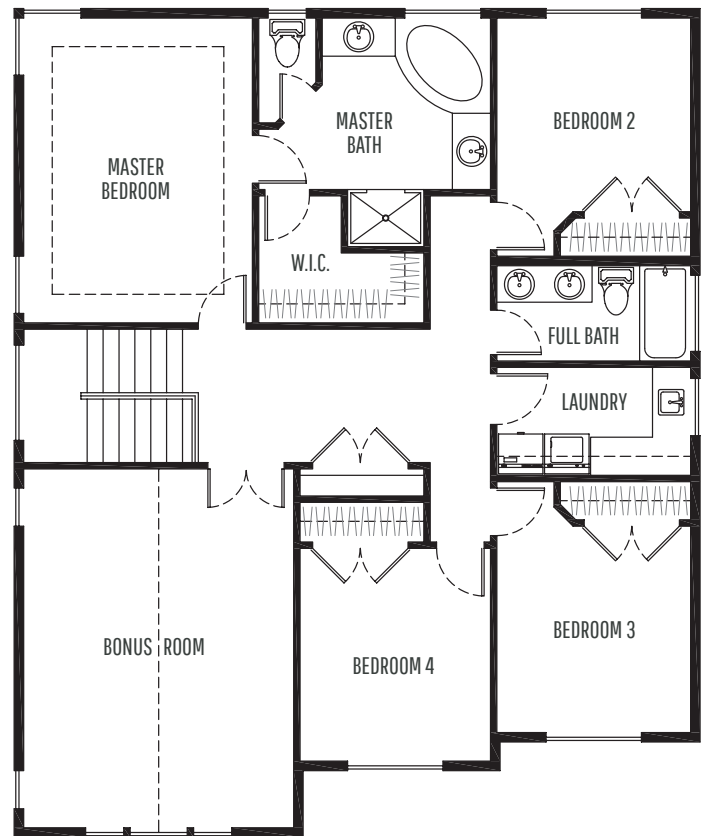 MASTER
BEDROOM
MASTER
BATH
BEDROOM 2
W.I.C.
FULL BATH
LAUNDRY
BONUS ROOM
BEDROOM 4
BEDROOM 3